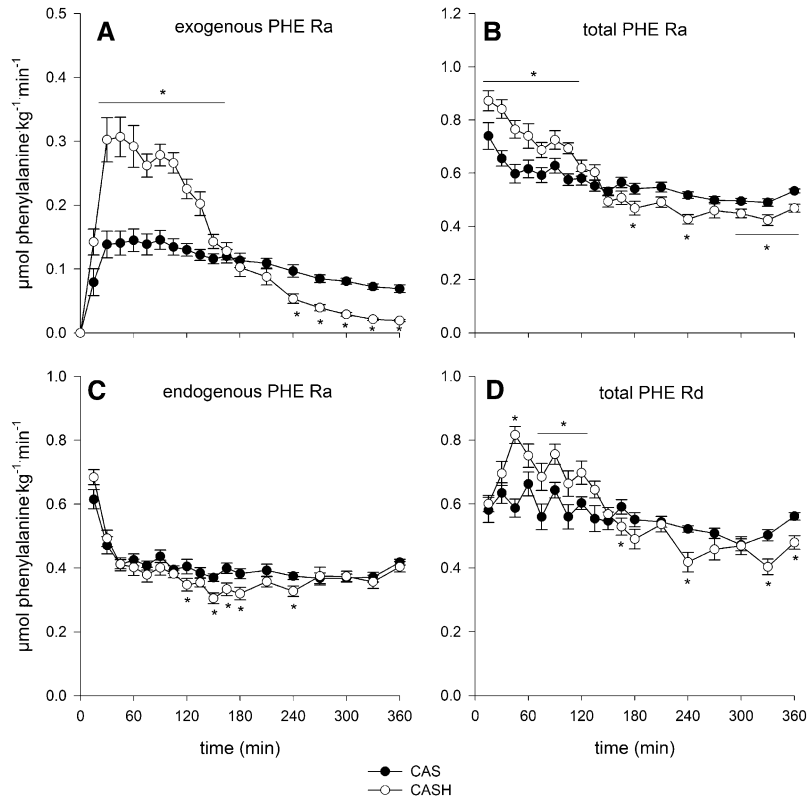 A exogenous PHE Ra
B total PHE Ra
µmol phenylalanine·kg⁻¹·min⁻¹
0.5
0.4
0.3
0.2
0.1
0.0
*
* * * * *
1.2
1.0
0.8
0.6
0.4
0.2
0.0
*
* * *
C endogenous PHE Ra
D total PHE Rd
µmol phenylalanine·kg⁻¹·min⁻¹
1.0
0.8
0.6
0.4
0.2
0.0
* * * * *
0 60 120 180 240 300 360
time (min)
1.0
0.8
0.6
0.4
0.2
0.0
* *
* * * *
0 60 120 180 240 300 360
time (min)
CAS
CASH